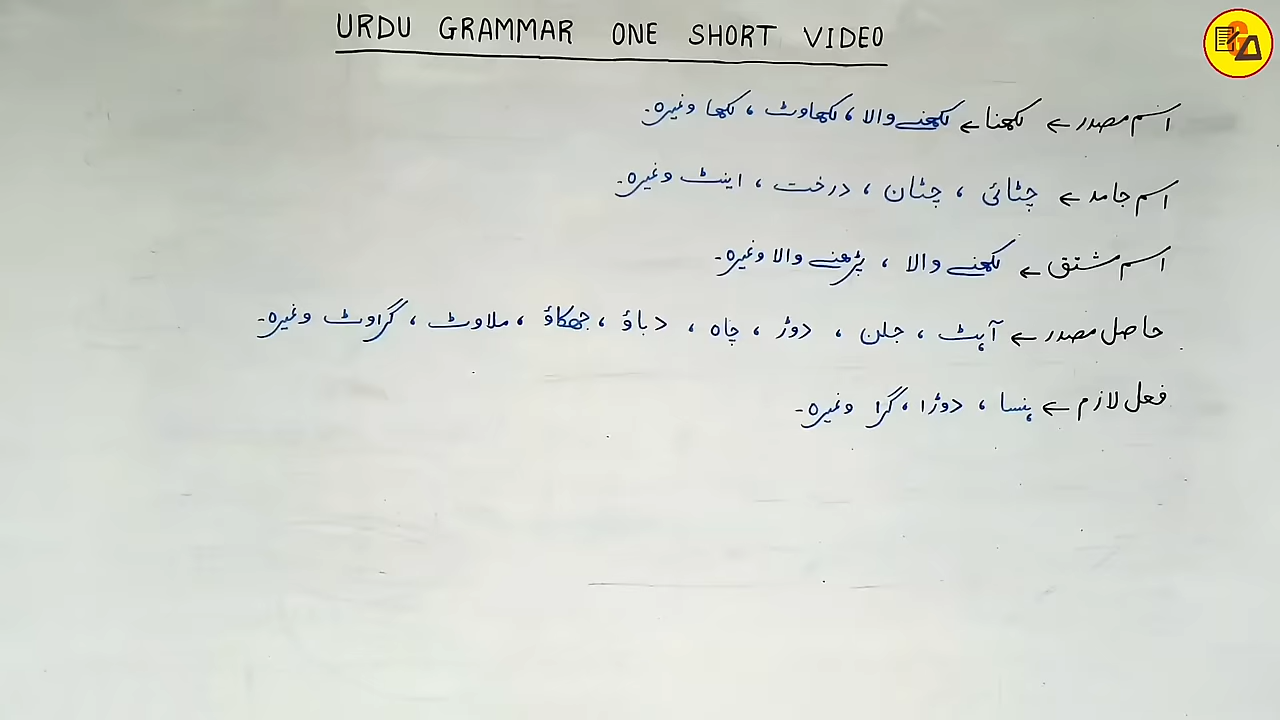 URDU GRAMMAR ONE SHORT VIDEO
اسم مصدر ← لکھنا ← لکھنے والا ، لکھاوٹ ، لکھا وغیرہ۔
اسم جامد ← چٹائی ، چٹان ، درخت ، اینٹ وغیرہ۔
اسم مشتق ← لکھنے والا ، پڑھنے والا وغیرہ۔
حاصل مصدر ← آہٹ ، جلن ، دوڑ ، چاہ ، دباؤ ، جھکاؤ ، ملاوٹ ، گراوٹ وغیرہ۔
فعل لازم ← ہنسا ، دوڑا ، گرا وغیرہ۔